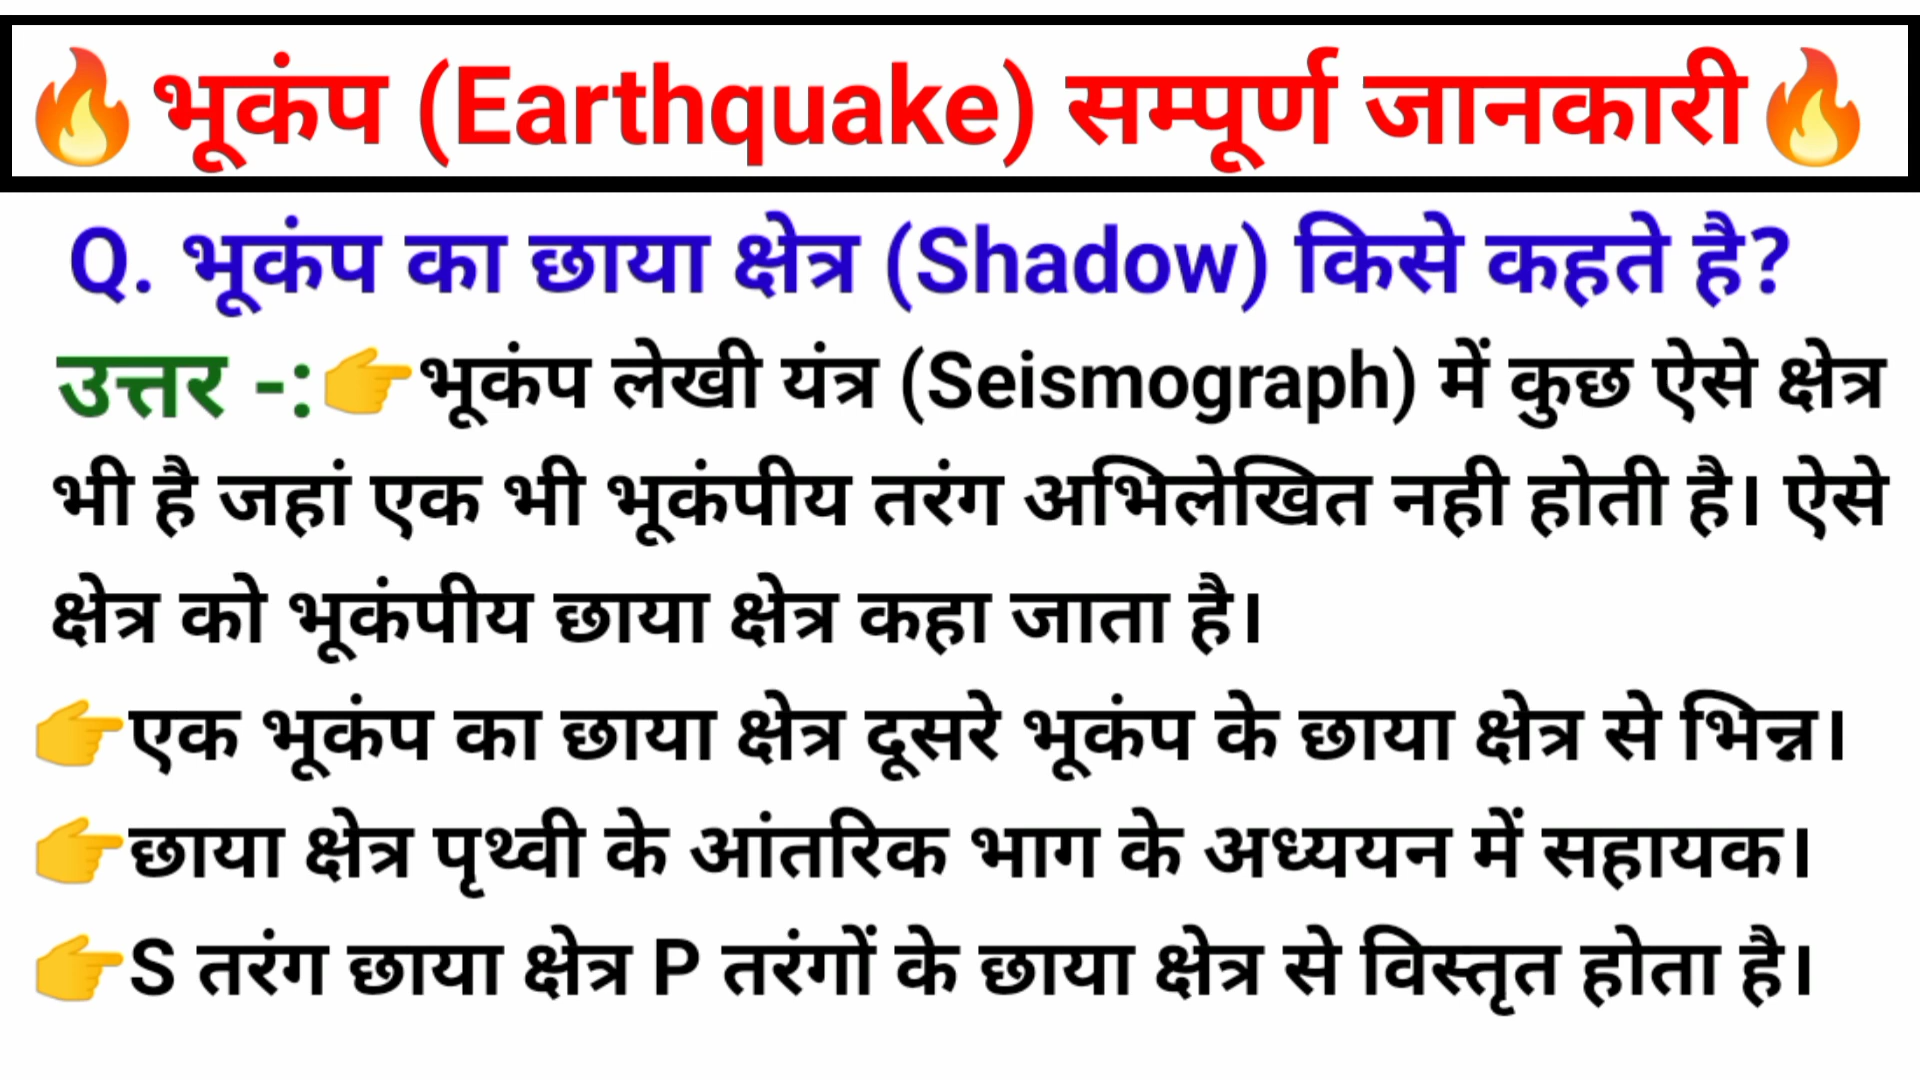 🔥भूकंप (Earthquake) सम्पूर्ण जानकारी🔥
Q. भूकंप का छाया क्षेत्र (Shadow) किसे कहते है?
उत्तर -:👉भूकंप लेखी यंत्र (Seismograph) में कुछ ऐसे क्षेत्र
भी है जहां एक भी भूकंपीय तरंग अभिलेखित नही होती है। ऐसे
क्षेत्र को भूकंपीय छाया क्षेत्र कहा जाता है।
👉एक भूकंप का छाया क्षेत्र दूसरे भूकंप के छाया क्षेत्र से भिन्न।
👉छाया क्षेत्र पृथ्वी के आंतरिक भाग के अध्ययन में सहायक।
👉S तरंग छाया क्षेत्र P तरंगों के छाया क्षेत्र से विस्तृत होता है।